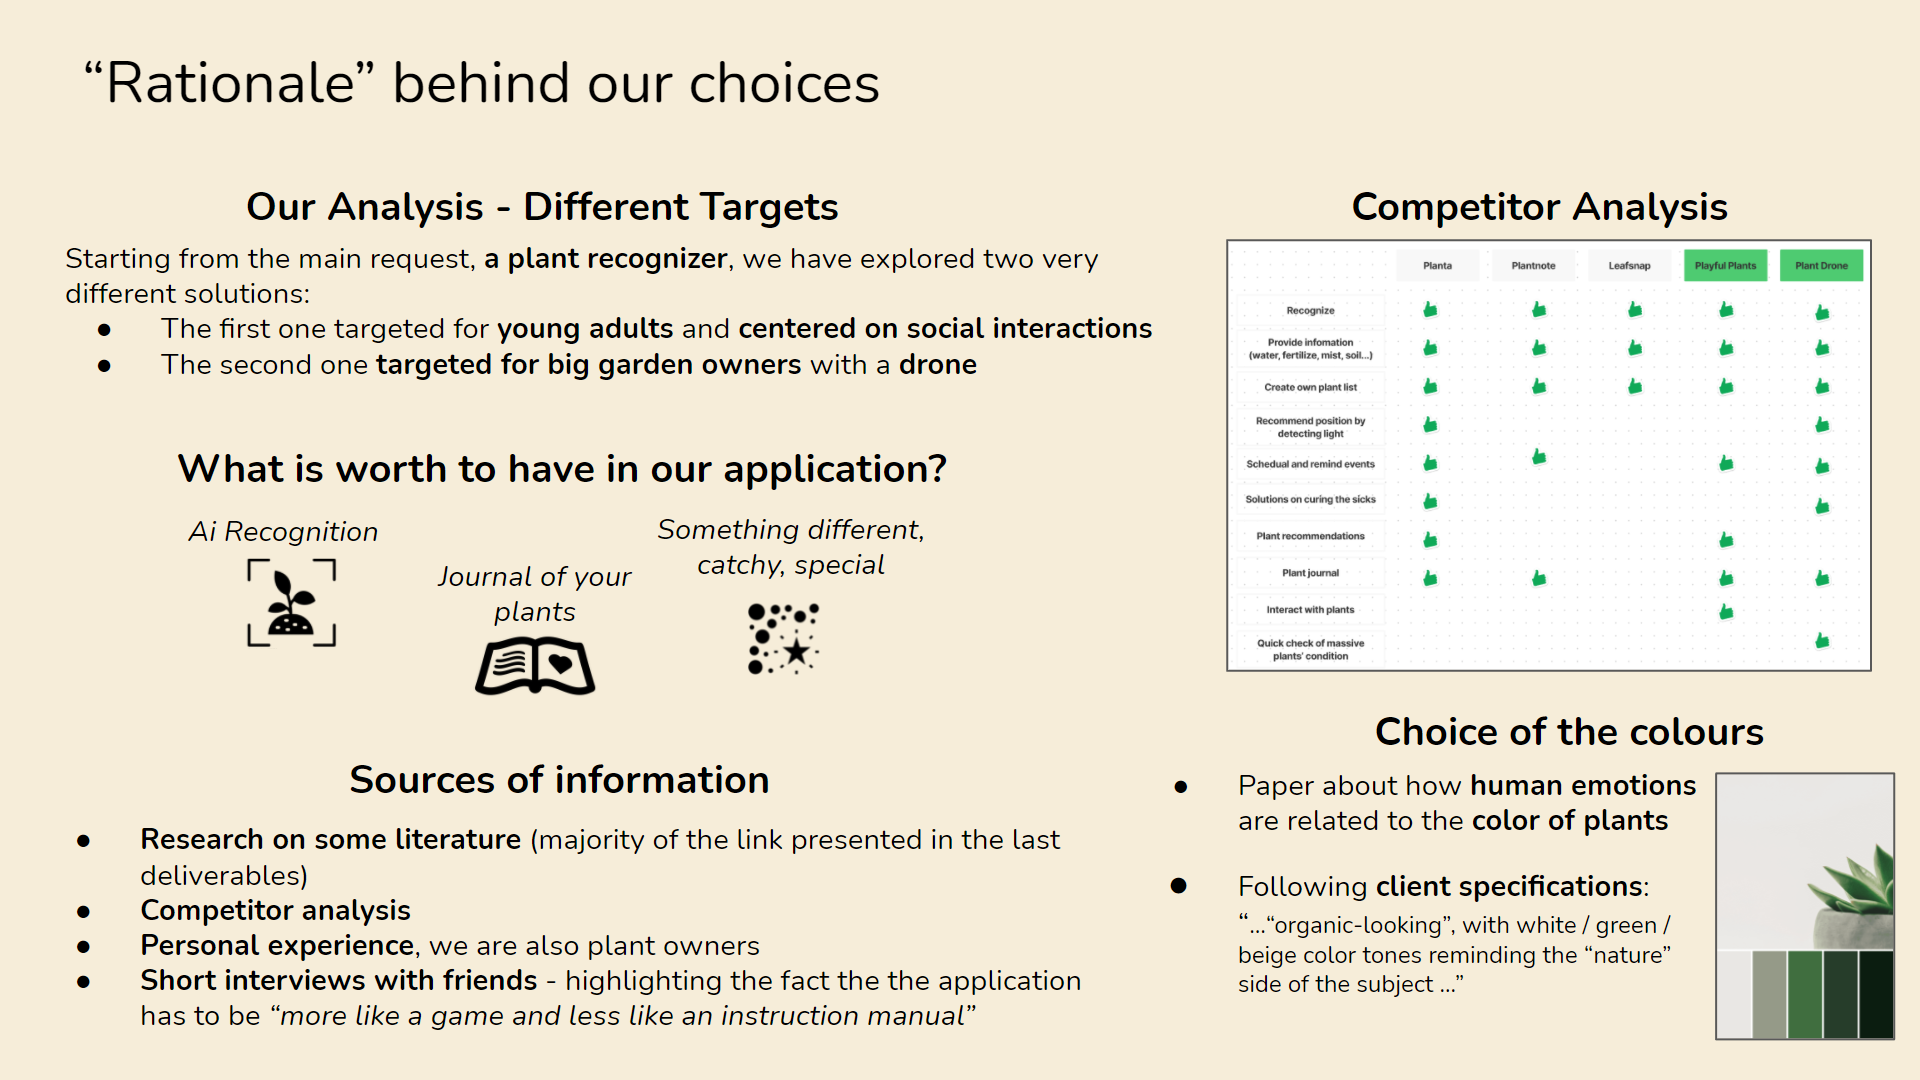 “Rationale” behind our choices
Our Analysis - Different Targets
Starting from the main request, a plant recognizer, we have explored two very
different solutions:
● The first one targeted for young adults and centered on social interactions
● The second one targeted for big garden owners with a drone
What is worth to have in our application?
Ai Recognition
Journal of your
plants
Something different,
catchy, special
Sources of information
● Research on some literature (majority of the link presented in the last
deliverables)
● Competitor analysis
● Personal experience, we are also plant owners
● Short interviews with friends - highlighting the fact the the application
has to be “more like a game and less like an instruction manual”
Competitor Analysis
Planta Plantnote Leafsnap Playful Plants Plant Drone
Recognize
Provide infomation
(water, fertilize, mist, soil...)
Create own plant list
Recommend position by
detecting light
Schedual and remind events
Solutions on curing the sicks
Plant recommendations
Plant journal
Interact with plants
Quick check of massive
plants' condition
Choice of the colours
● Paper about how human emotions
are related to the color of plants
● Following client specifications:
“...“organic-looking”, with white / green /
beige color tones reminding the “nature”
side of the subject ...”